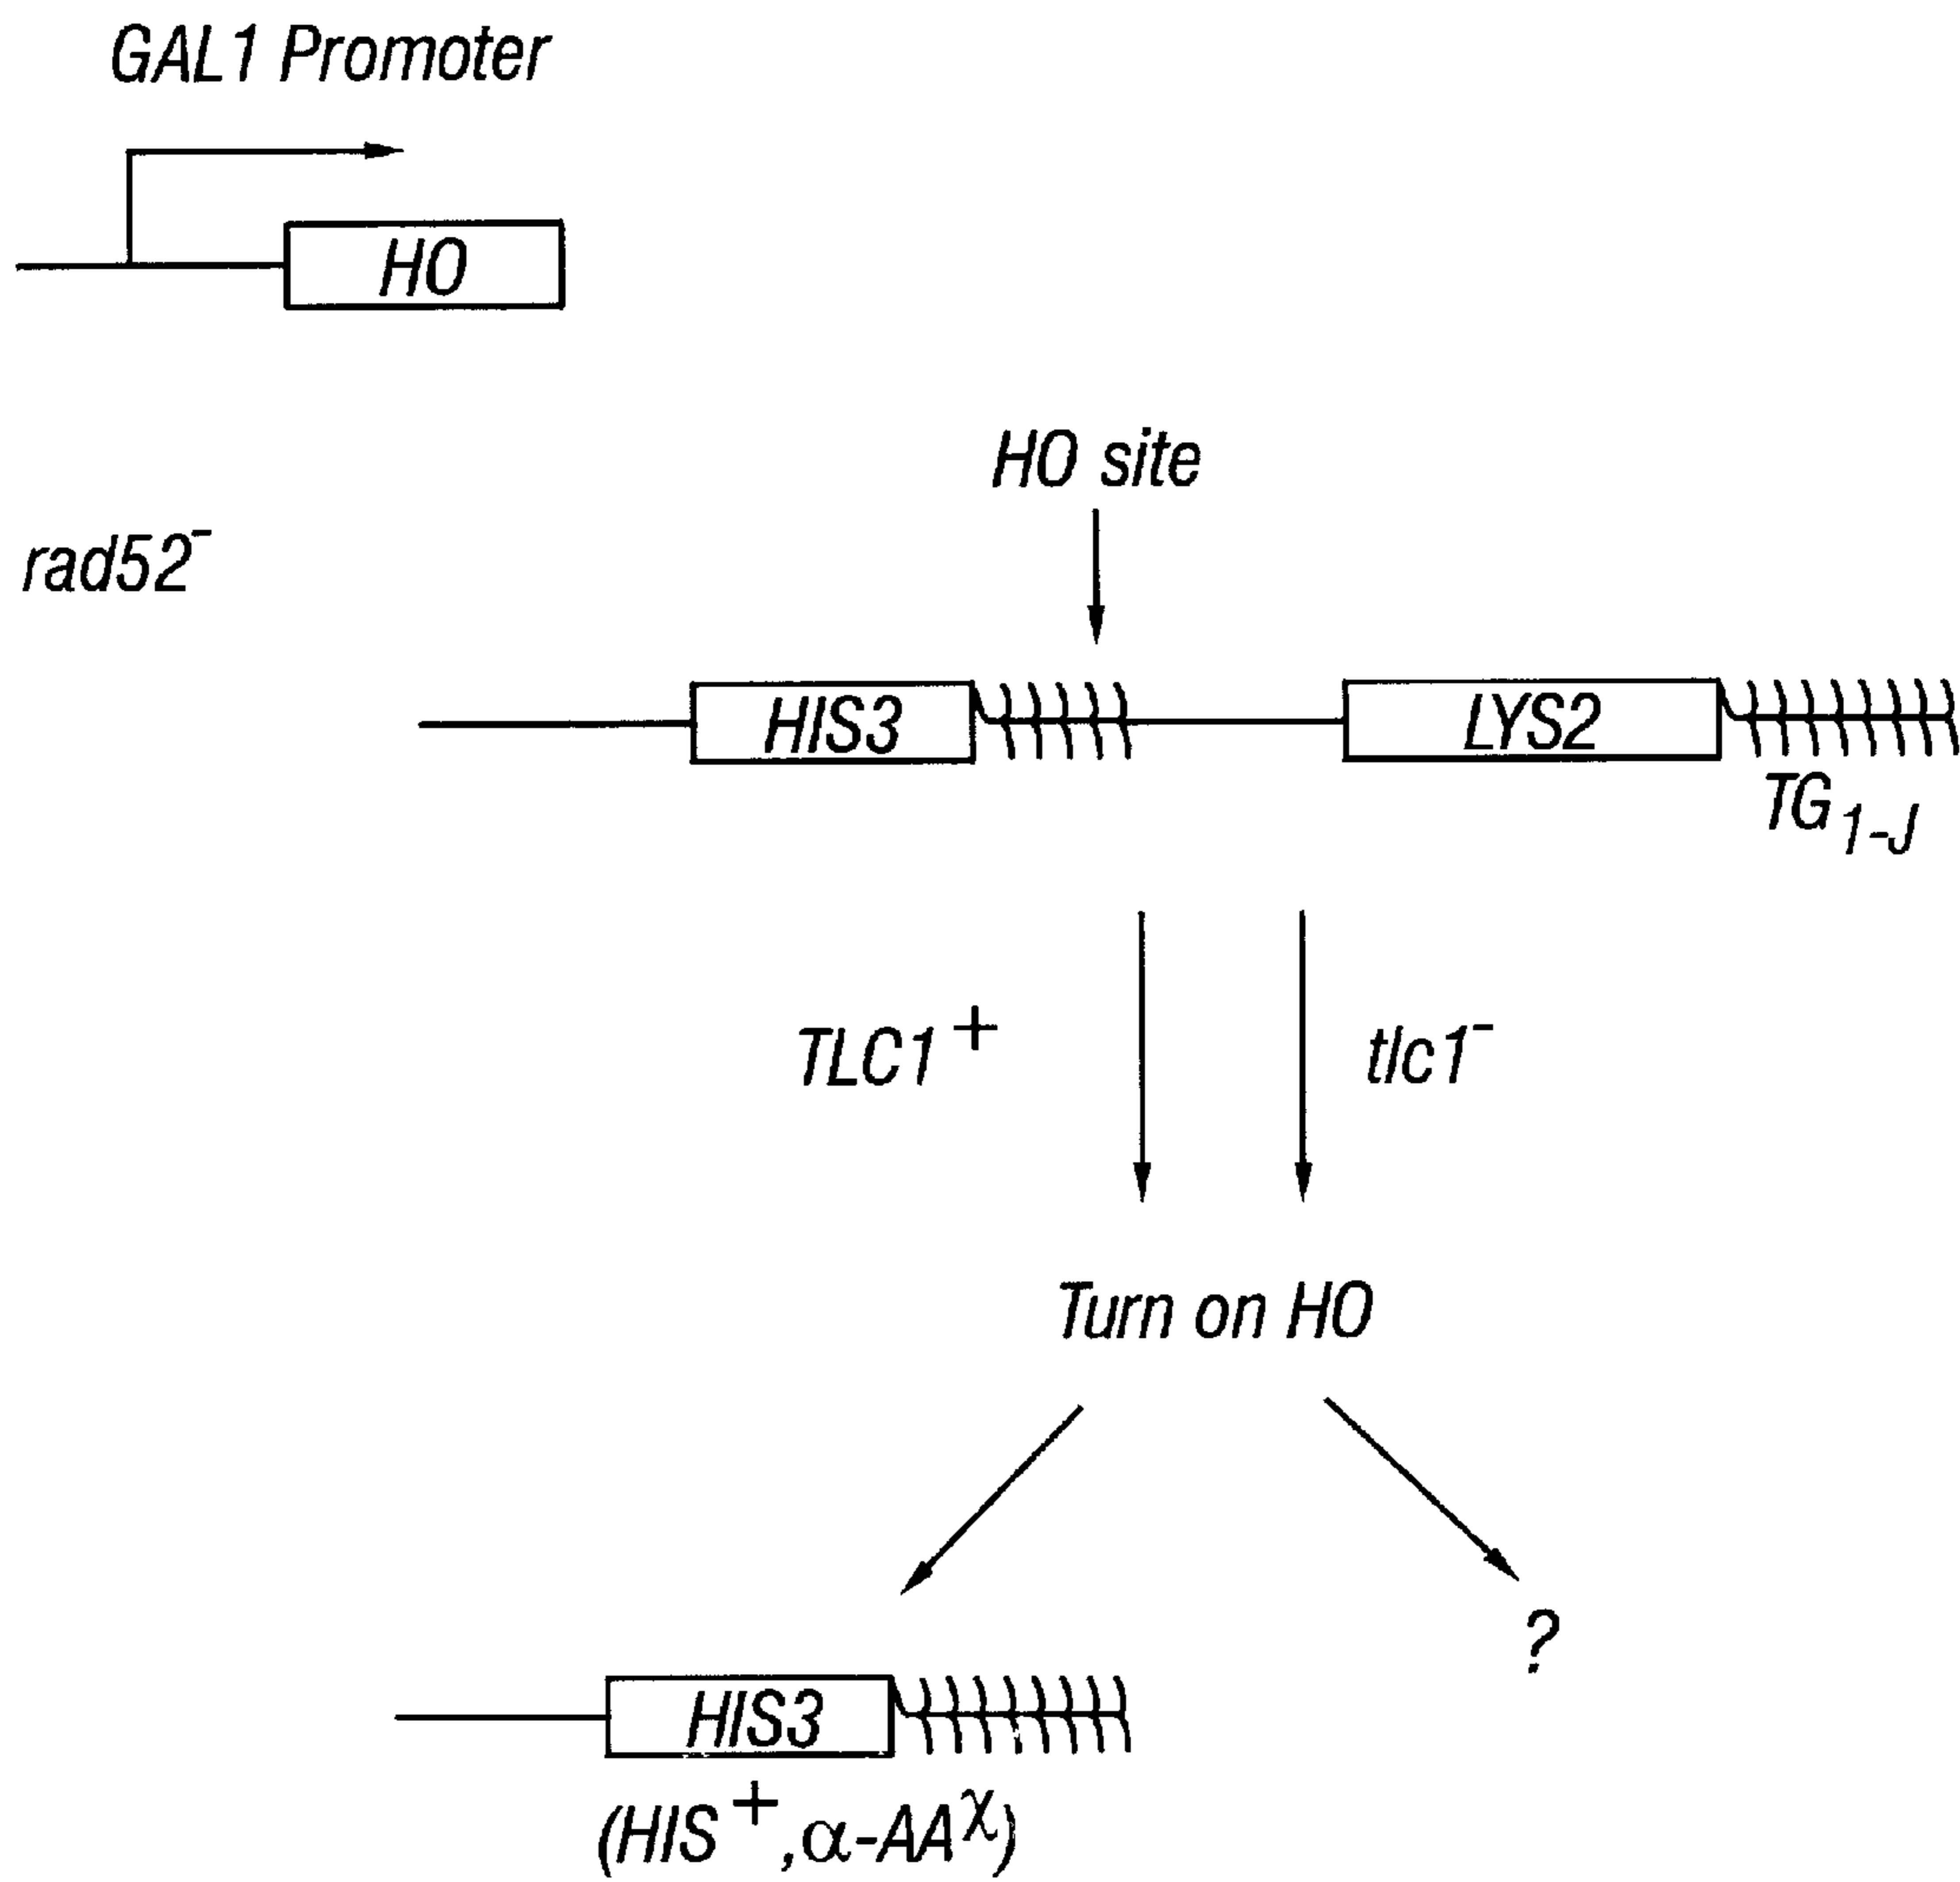 GAL1 Promoter
HO
HO site
rad52⁻
HIS3
LYS2
TG₁₋J
TLC1⁺
tlc1⁻
Turn on HO
?
HIS3
(HIS⁺, α-AAᵡ)